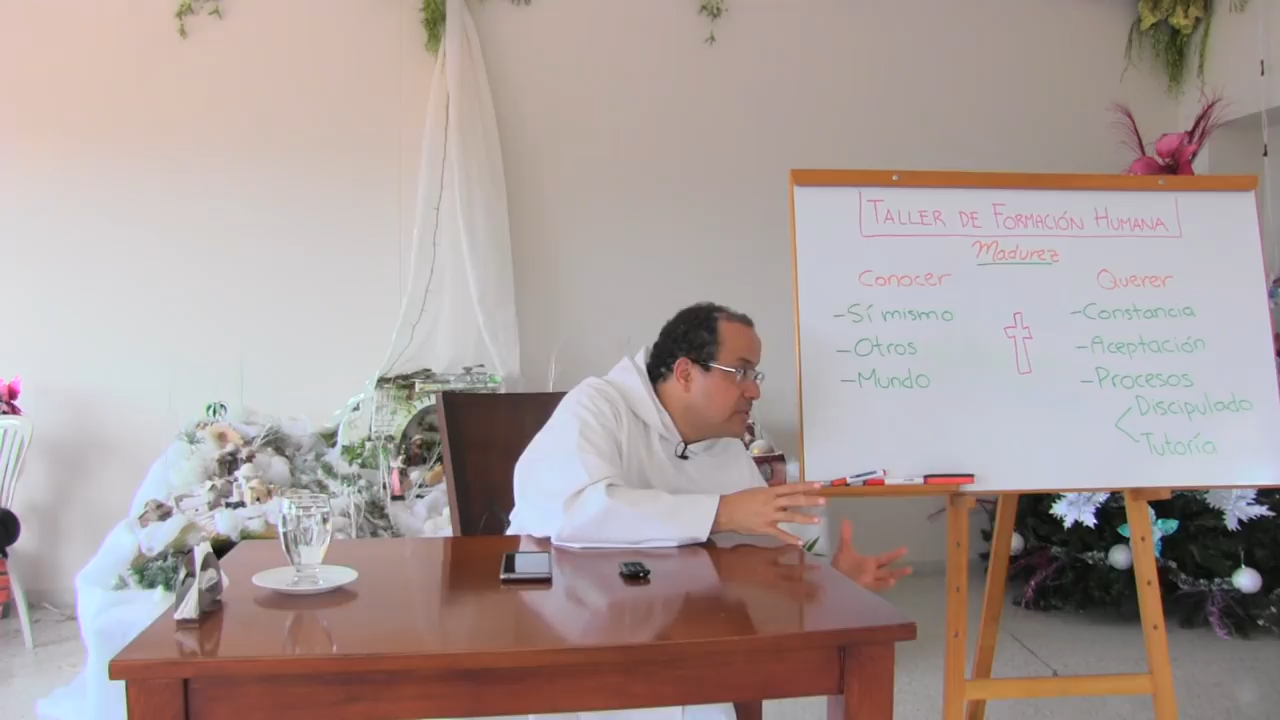 TALLER DE FORMACIÓN HUMANA
Madurez
Conocer
-Sí mismo
-Otros
-Mundo
Querer
-Constancia
-Aceptación
-Procesos
Discipulado
Tutoría